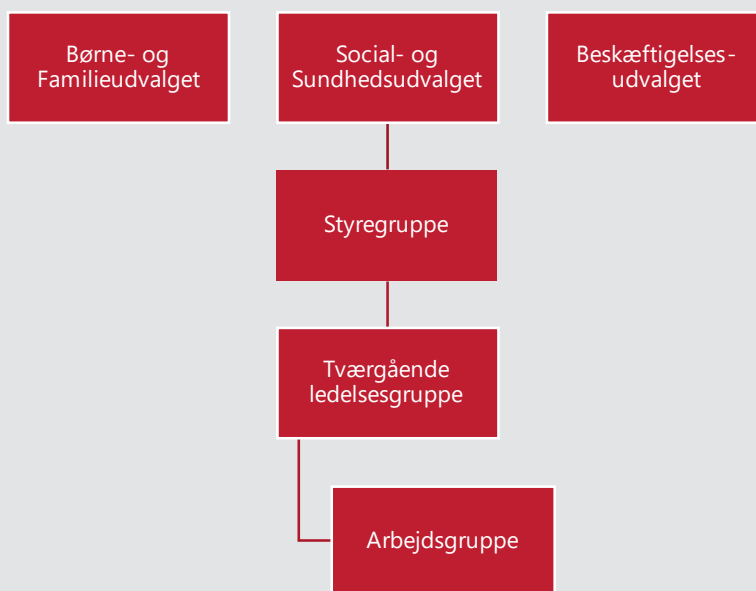 Børne- og
Familieudvalget
Social- og
Sundhedsudvalget
Beskæftigelses-
udvalget
Styregruppe
Tværgående
ledelsesgruppe
Arbejdsgruppe